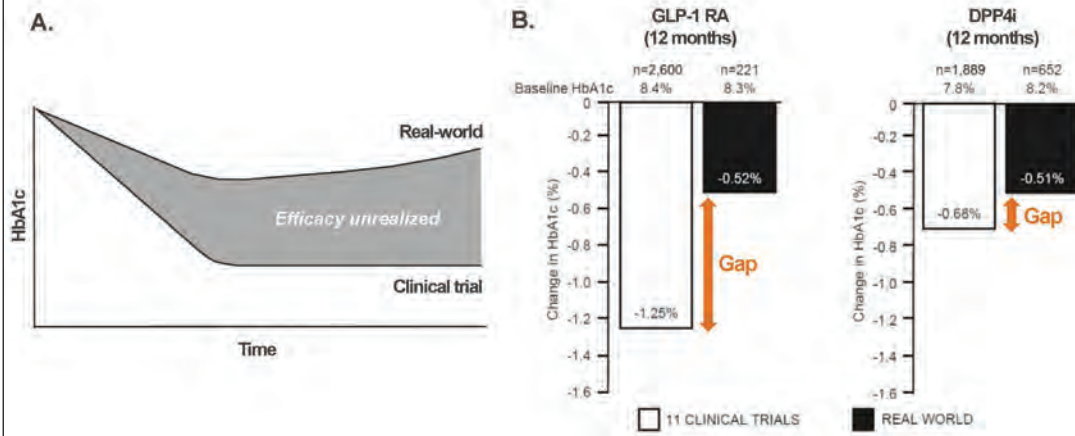 A.
HbA1c
Real-world
Efficacy unrealized
Clinical trial
Time
B.
GLP-1 RA
(12 months)
n=2,600 n=221
Baseline HbA1c 8.4% 8.3%
Change in HbA1c (%)
0
-0.2
-0.4
-0.6
-0.8
-1.0
-1.2
-1.4
-1.6
-0.52%
Gap
-1.25%
DPP4i
(12 months)
n=1,889 n=652
7.8% 8.2%
Change in HbA1c (%)
0
-0.2
-0.4
-0.6
-0.8
-1.0
-1.2
-1.4
-1.6
-0.51%
-0.68%
Gap
11 CLINICAL TRIALS REAL WORLD